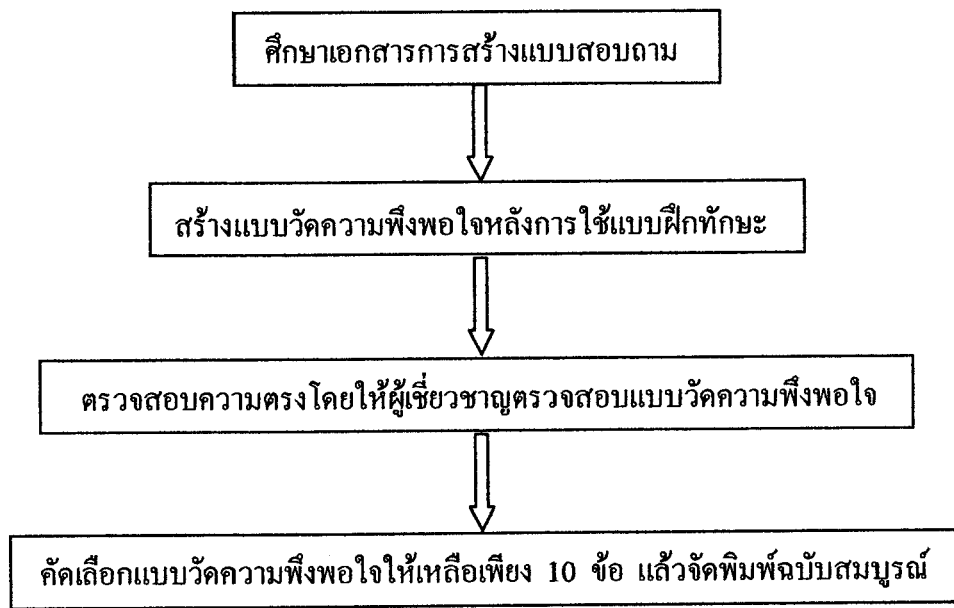 ศึกษาเอกสารการสร้างแบบสอบถาม
สร้างแบบวัดความพึงพอใจหลังการใช้แบบฝึกทักษะ
ตรวจสอบความตรงโดยให้ผู้เชี่ยวชาญตรวจสอบแบบวัดความพึงพอใจ
คัดเลือกแบบวัดความพึงพอใจให้เหลือเพียง 10 ข้อ แล้วจัดพิมพ์ฉบับสมบูรณ์